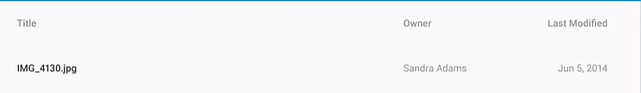 Title Owner Last Modified
IMG_4130.jpg Sandra Adams Jun 5, 2014